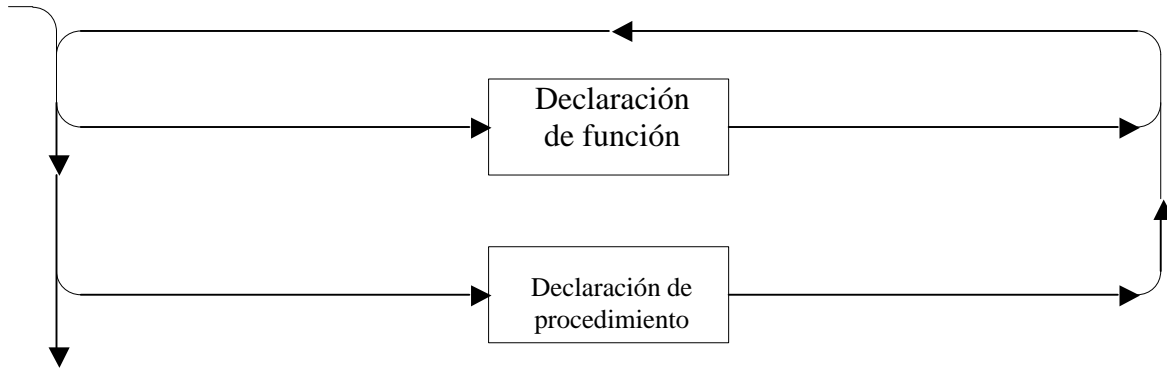 Declaración
de función
Declaración de
procedimiento